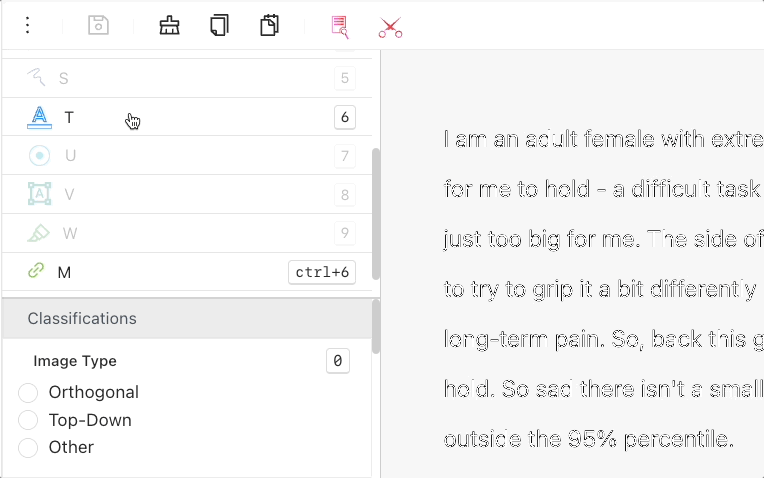 S 5
T 6
U 7
A V 8
W 9
M ctrl+6
Classifications
Image Type 0
Orthogonal
Top-Down
Other
I am an adult female with extre
for me to hold - a difficult task
just too big for me. The side of
to try to grip it a bit differently
long-term pain. So, back this g
hold. So sad there isn't a small
outside the 95% percentile.